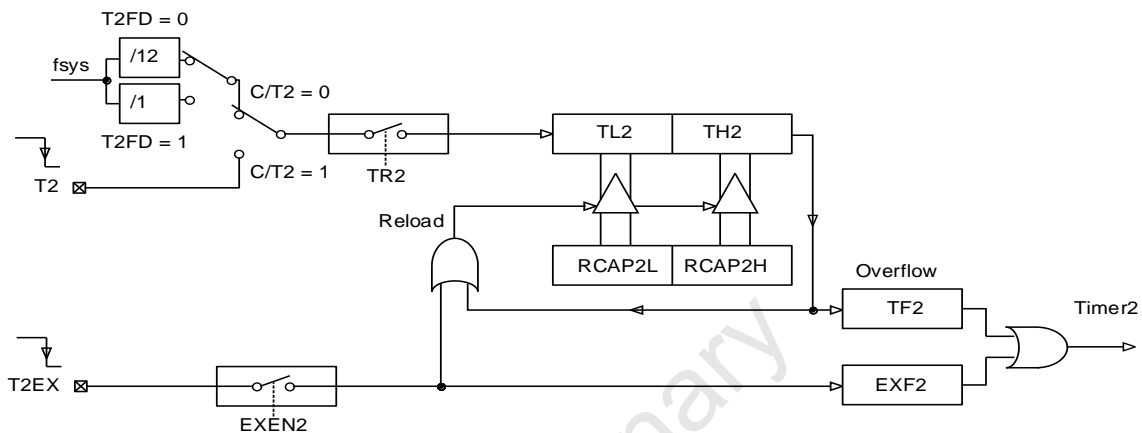 T2FD = 0
fsys
/12
/1
T2FD = 1
C/T2 = 0
C/T2 = 1
T2
TR2
TL2
TH2
Reload
RCAP2L
RCAP2H
Overflow
TF2
Timer2
T2EX
EXEN2
EXF2